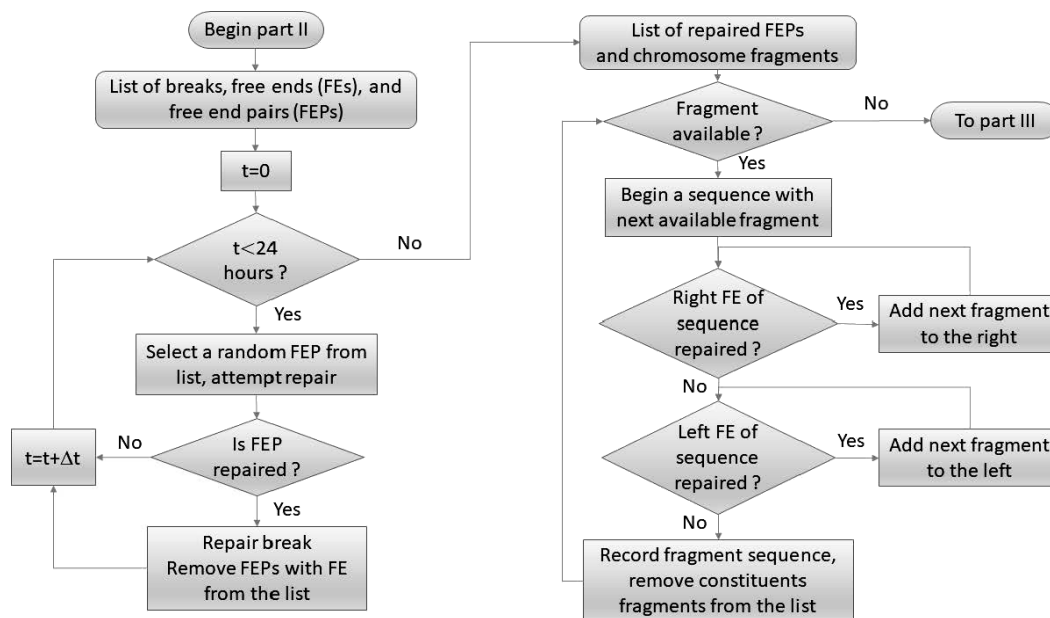 Begin part II
List of breaks, free ends (FEs), and
free end pairs (FEPs)
t=0
t<24
hours ?
No
Yes
Select a random FEP from
list, attempt repair
Is FEP
repaired ?
No
t=t+Δt
Yes
Repair break
Remove FEPs with FE
from the list
List of repaired FEPs
and chromosome fragments
Fragment
available ?
No
To part III
Yes
Begin a sequence with
next available fragment
Right FE of
sequence
repaired ?
Yes
Add next fragment
to the right
No
Left FE of
sequence
repaired ?
Yes
Add next fragment
to the left
No
Record fragment sequence,
remove constituents
fragments from the list